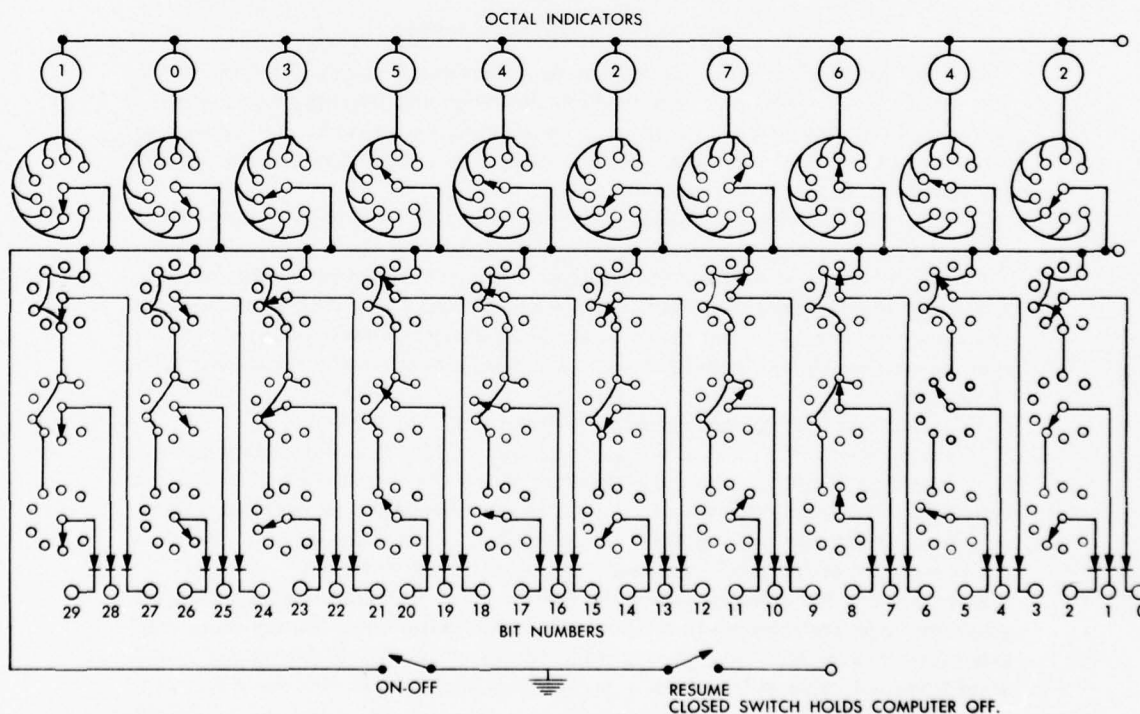 OCTAL INDICATORS
1 0 3 5 4 2 7 6 4 2
29 28 27 26 25 24 23 22 21 20 19 18 17 16 15 14 13 12 11 10 9 8 7 6 5 4 3 2 1 0
BIT NUMBERS
ON-OFF
RESUME
CLOSED SWITCH HOLDS COMPUTER OFF.